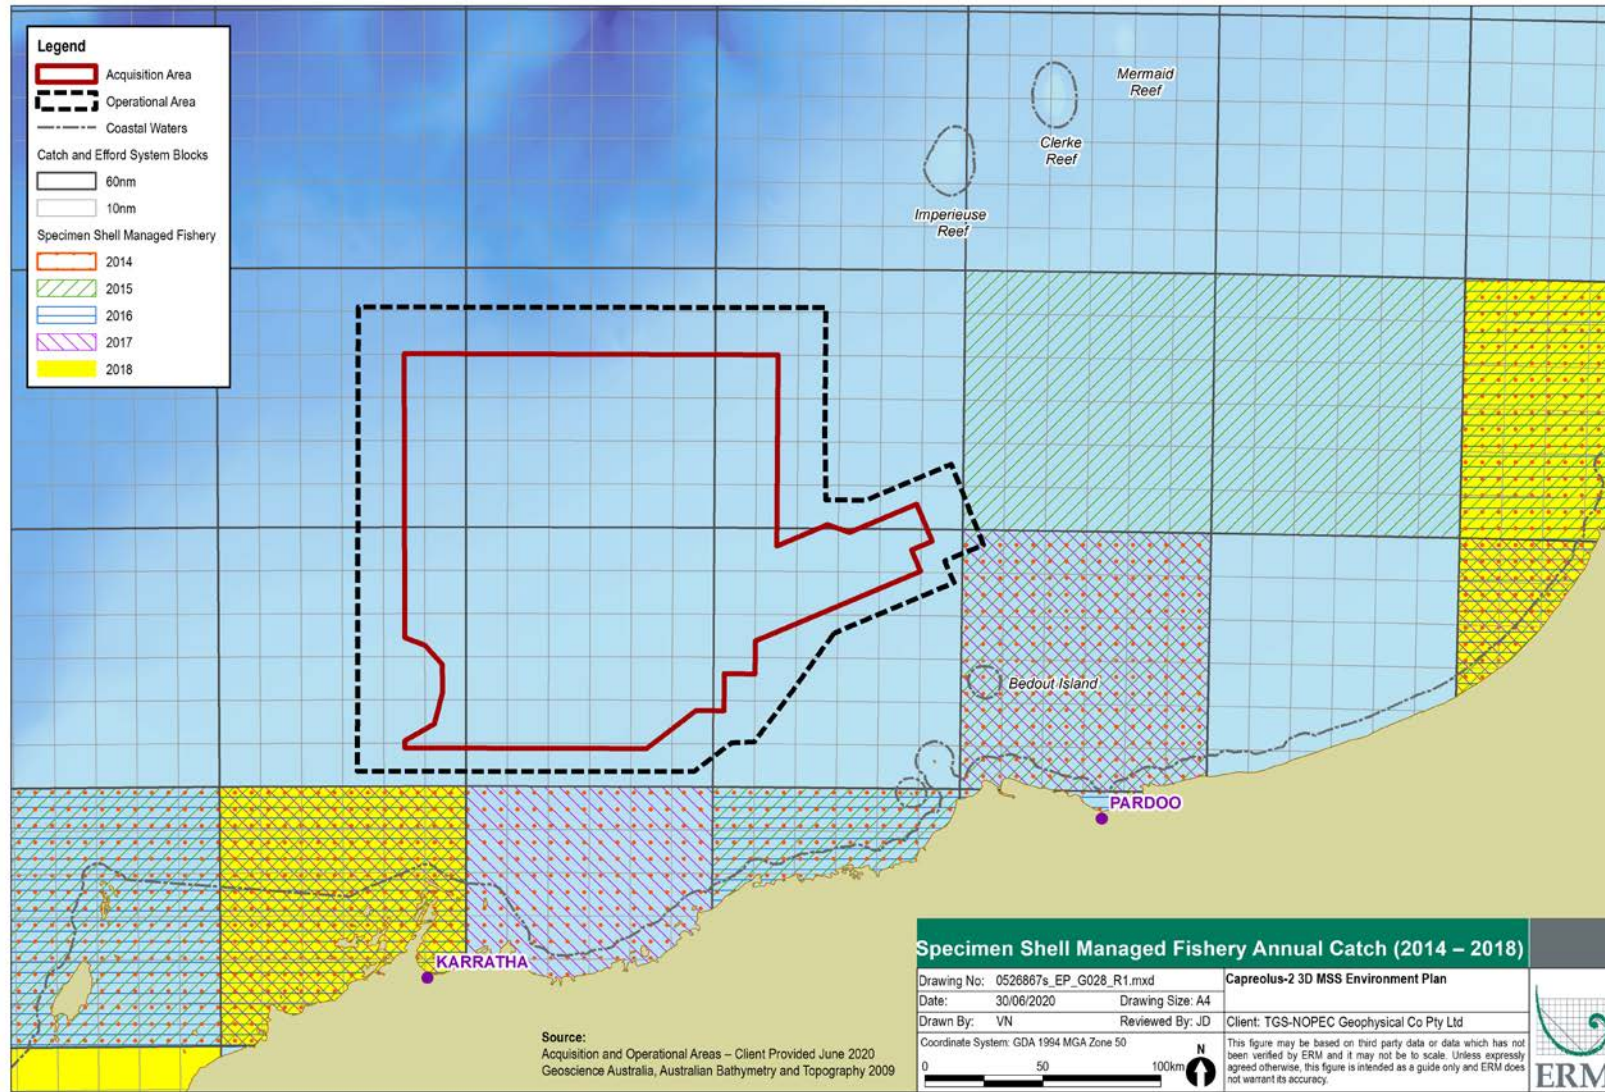 Legend
Acquisition Area
Operational Area
Coastal Waters
Catch and Efford System Blocks
60nm
10nm
Specimen Shell Managed Fishery
2014
2015
2016
2017
2018
Mermaid
Reef
Clerke
Reef
Imperieuse
Reef
Bedout Island
PARDOO
KARRATHA
Source:
Acquisition and Operational Areas – Client Provided June 2020
Geoscience Australia, Australian Bathymetry and Topography 2009
Specimen Shell Managed Fishery Annual Catch (2014 – 2018)
Drawing No: 0526867s_EP_G028_R1.mxd
Capreolus-2 3D MSS Environment Plan
Date: 30/06/2020 Drawing Size: A4
Drawn By: VN Reviewed By: JD
Client: TGS-NOPEC Geophysical Co Pty Ltd
Coordinate System: GDA 1994 MGA Zone 50
0 50 100km
N
This figure may be based on third party data or data which has not
been verified by ERM and it may not be to scale. Unless expressly
agreed otherwise, this figure is intended as a guide only and ERM does
not warrant its accuracy.
ERM